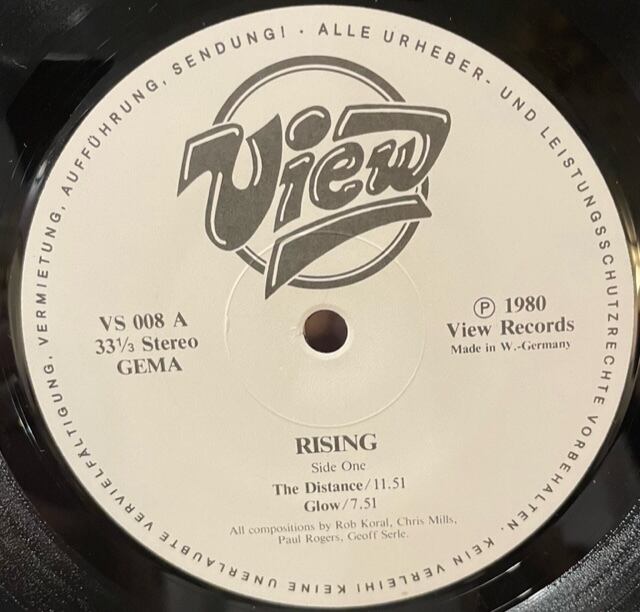 ALLE URHEBER- UND LEISTUNGSSCHUTZRECHTE VORBEHALTEN. KEIN VERLEIH! KEINE UNERLAUBTE VERVIELFÄLTIGUNG, VERMIETUNG, AUFFÜHRUNG, SENDUNG! ·
View
VS 008 A
33⅓ Stereo
GEMA
Ⓟ 1980
View Records
Made in W.-Germany
RISING
Side One
The Distance/11.51
Glow/7.51
All compositions by Rob Koral, Chris Mills,
Paul Rogers, Geoff Serle.